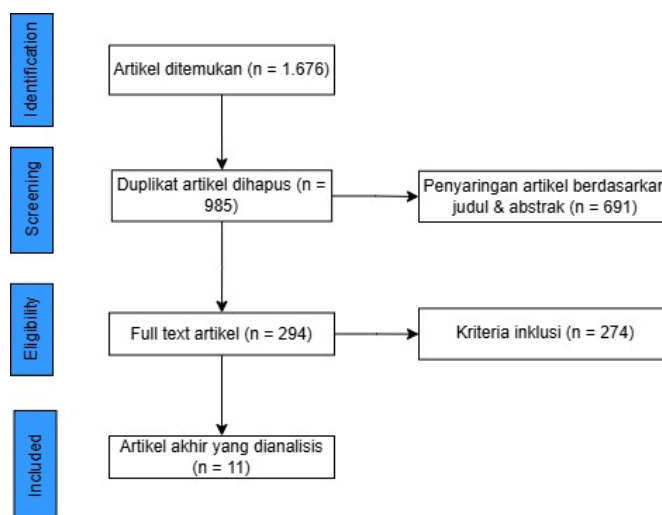 Identification
Artikel ditemukan (n = 1.676)
Screening
Duplikat artikel dihapus (n =
985)
Penyaringan artikel berdasarkan
judul & abstrak (n = 691)
Eligibility
Full text artikel (n = 294)
Kriteria inklusi (n = 274)
Included
Artikel akhir yang dianalisis
(n = 11)